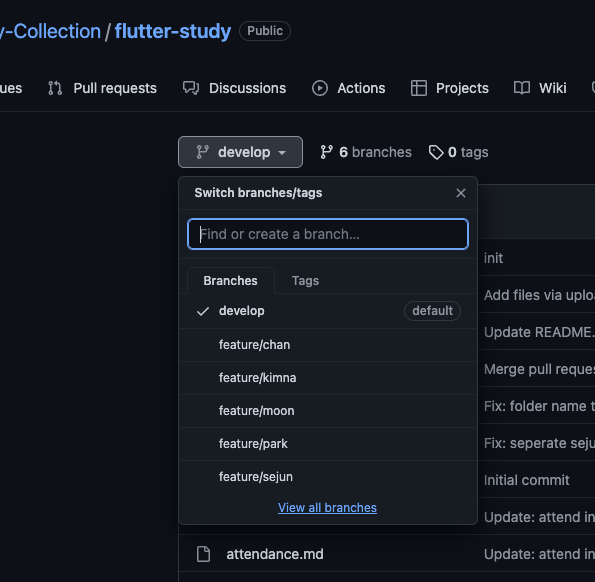 y-Collection / flutter-study Public
ues Pull requests Discussions Actions Projects Wiki
develop 6 branches 0 tags
Switch branches/tags
Find or create a branch...
Branches Tags
develop default
feature/chan
feature/kimna
feature/moon
feature/park
feature/sejun
View all branches
init
Add files via uplo
Update README.
Merge pull reques
Fix: folder name t
Fix: seperate seju
Initial commit
Update: attend in
attendance.md Update: attend in